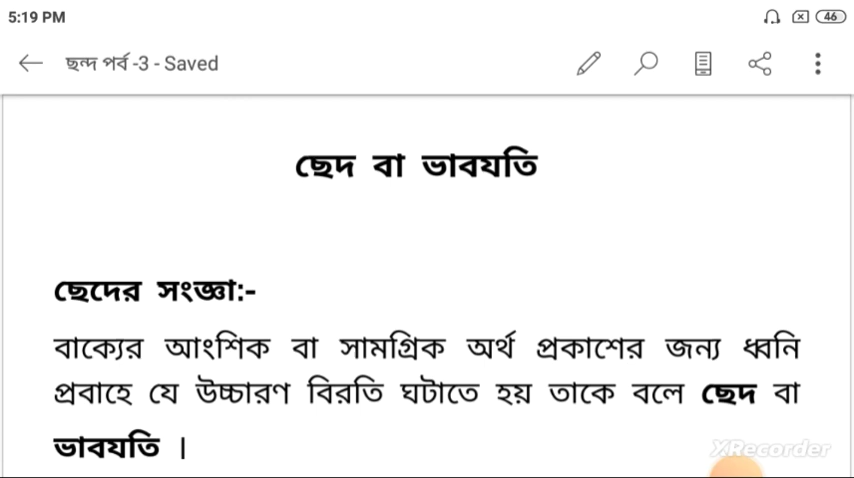 5:19 PM
46
ছন্দ পর্ব -3 - Saved
ছেদ বা ভাবযতি
ছেদের সংজ্ঞা:-
বাক্যের আংশিক বা সামগ্রিক অর্থ প্রকাশের জন্য ধ্বনি
প্রবাহে যে উচ্চারণ বিরতি ঘটাতে হয় তাকে বলে ছেদ বা
ভাবযতি |
XRecorder